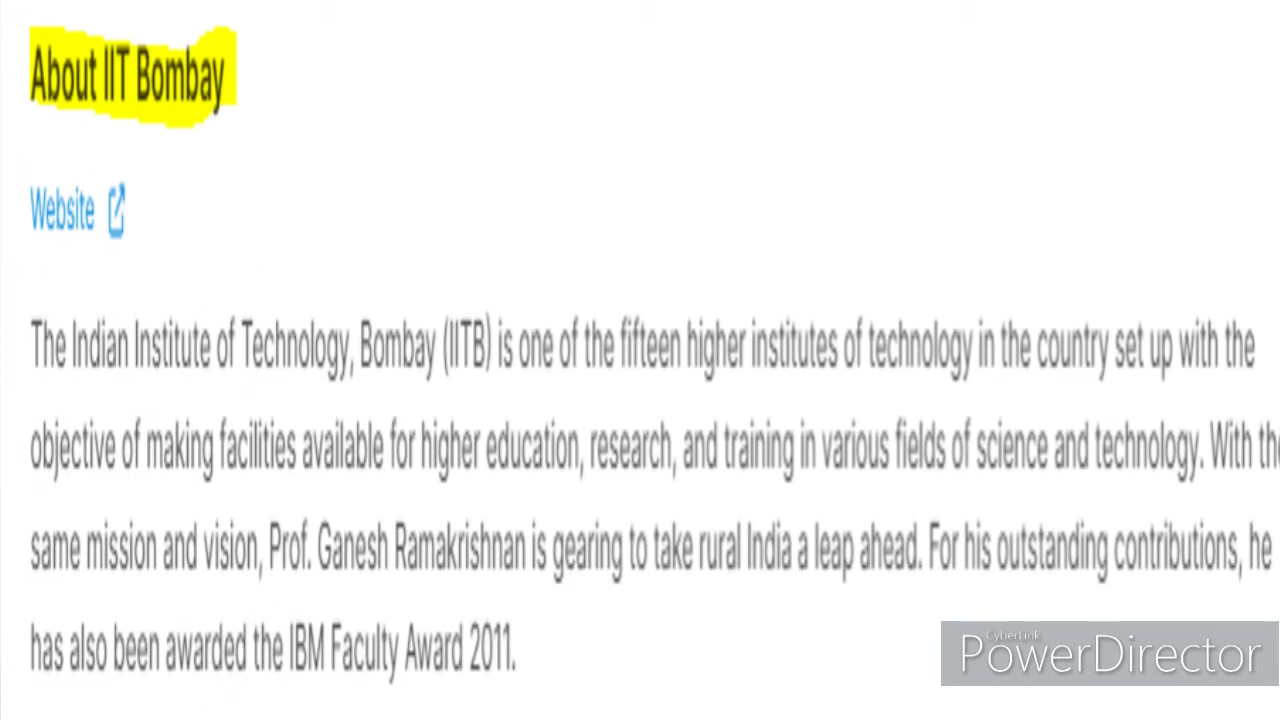 About IIT Bombay
Website
The Indian Institute of Technology, Bombay (IITB) is one of the fifteen higher institutes of technology in the country set up with the
objective of making facilities available for higher education, research, and training in various fields of science and technology. With the
same mission and vision, Prof. Ganesh Ramakrishnan is gearing to take rural India a leap ahead. For his outstanding contributions, he
has also been awarded the IBM Faculty Award 2011.
CyberLink
PowerDirector